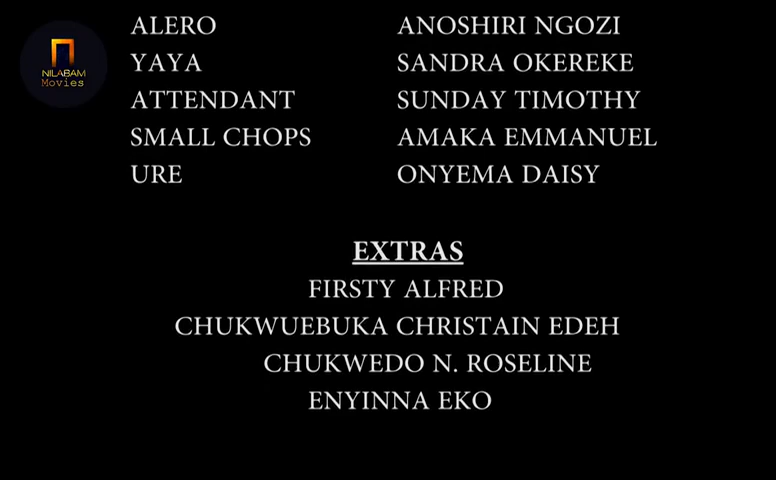 NILABAM
Movies
ALERO ANOSHIRI NGOZI
YAYA SANDRA OKEREKE
ATTENDANT SUNDAY TIMOTHY
SMALL CHOPS AMAKA EMMANUEL
URE ONYEMA DAISY
EXTRAS
FIRSTY ALFRED
CHUKWUEBUKA CHRISTAIN EDEH
CHUKWEDO N. ROSELINE
ENYINNA EKO